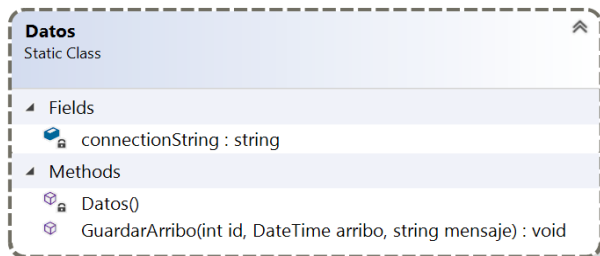 Datos
Static Class
Fields
connectionString : string
Methods
Datos()
GuardarArribo(int id, DateTime arribo, string mensaje) : void